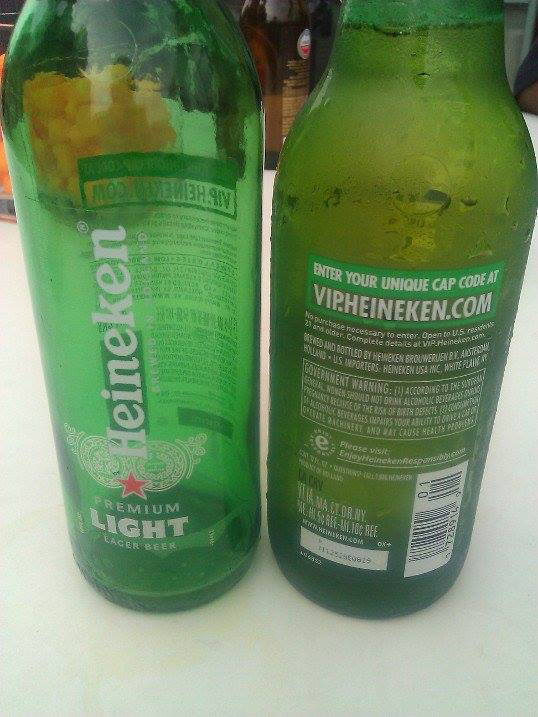 Heineken®
PREMIUM
LIGHT
LAGER BEER
ENTER YOUR UNIQUE CAP CODE AT
VIP.HEINEKEN.COM
No purchase necessary to enter. Open to U.S. residents
21 and older. Complete details at VIP.Heineken.com.
BREWED AND BOTTLED BY HEINEKEN BROUWERIJEN B.V. AMSTERDAM
HOLLAND • U.S. IMPORTERS: HEINEKEN USA INC. WHITE PLAINS
GOVERNMENT WARNING: (1) ACCORDING TO THE SURGEON
GENERAL, WOMEN SHOULD NOT DRINK ALCOHOLIC BEVERAGES DURING
PREGNANCY BECAUSE OF THE RISK OF BIRTH DEFECTS. (2) CONSUMPTION
OF ALCOHOLIC BEVERAGES IMPAIRS YOUR ABILITY TO DRIVE A CAR OR
OPERATE MACHINERY, AND MAY CAUSE HEALTH PROBLEMS
Please visit:
EnjoyHeinekenResponsibly.com
PRODUCT OF HOLLAND
WWW.HEINEKEN.COM
01